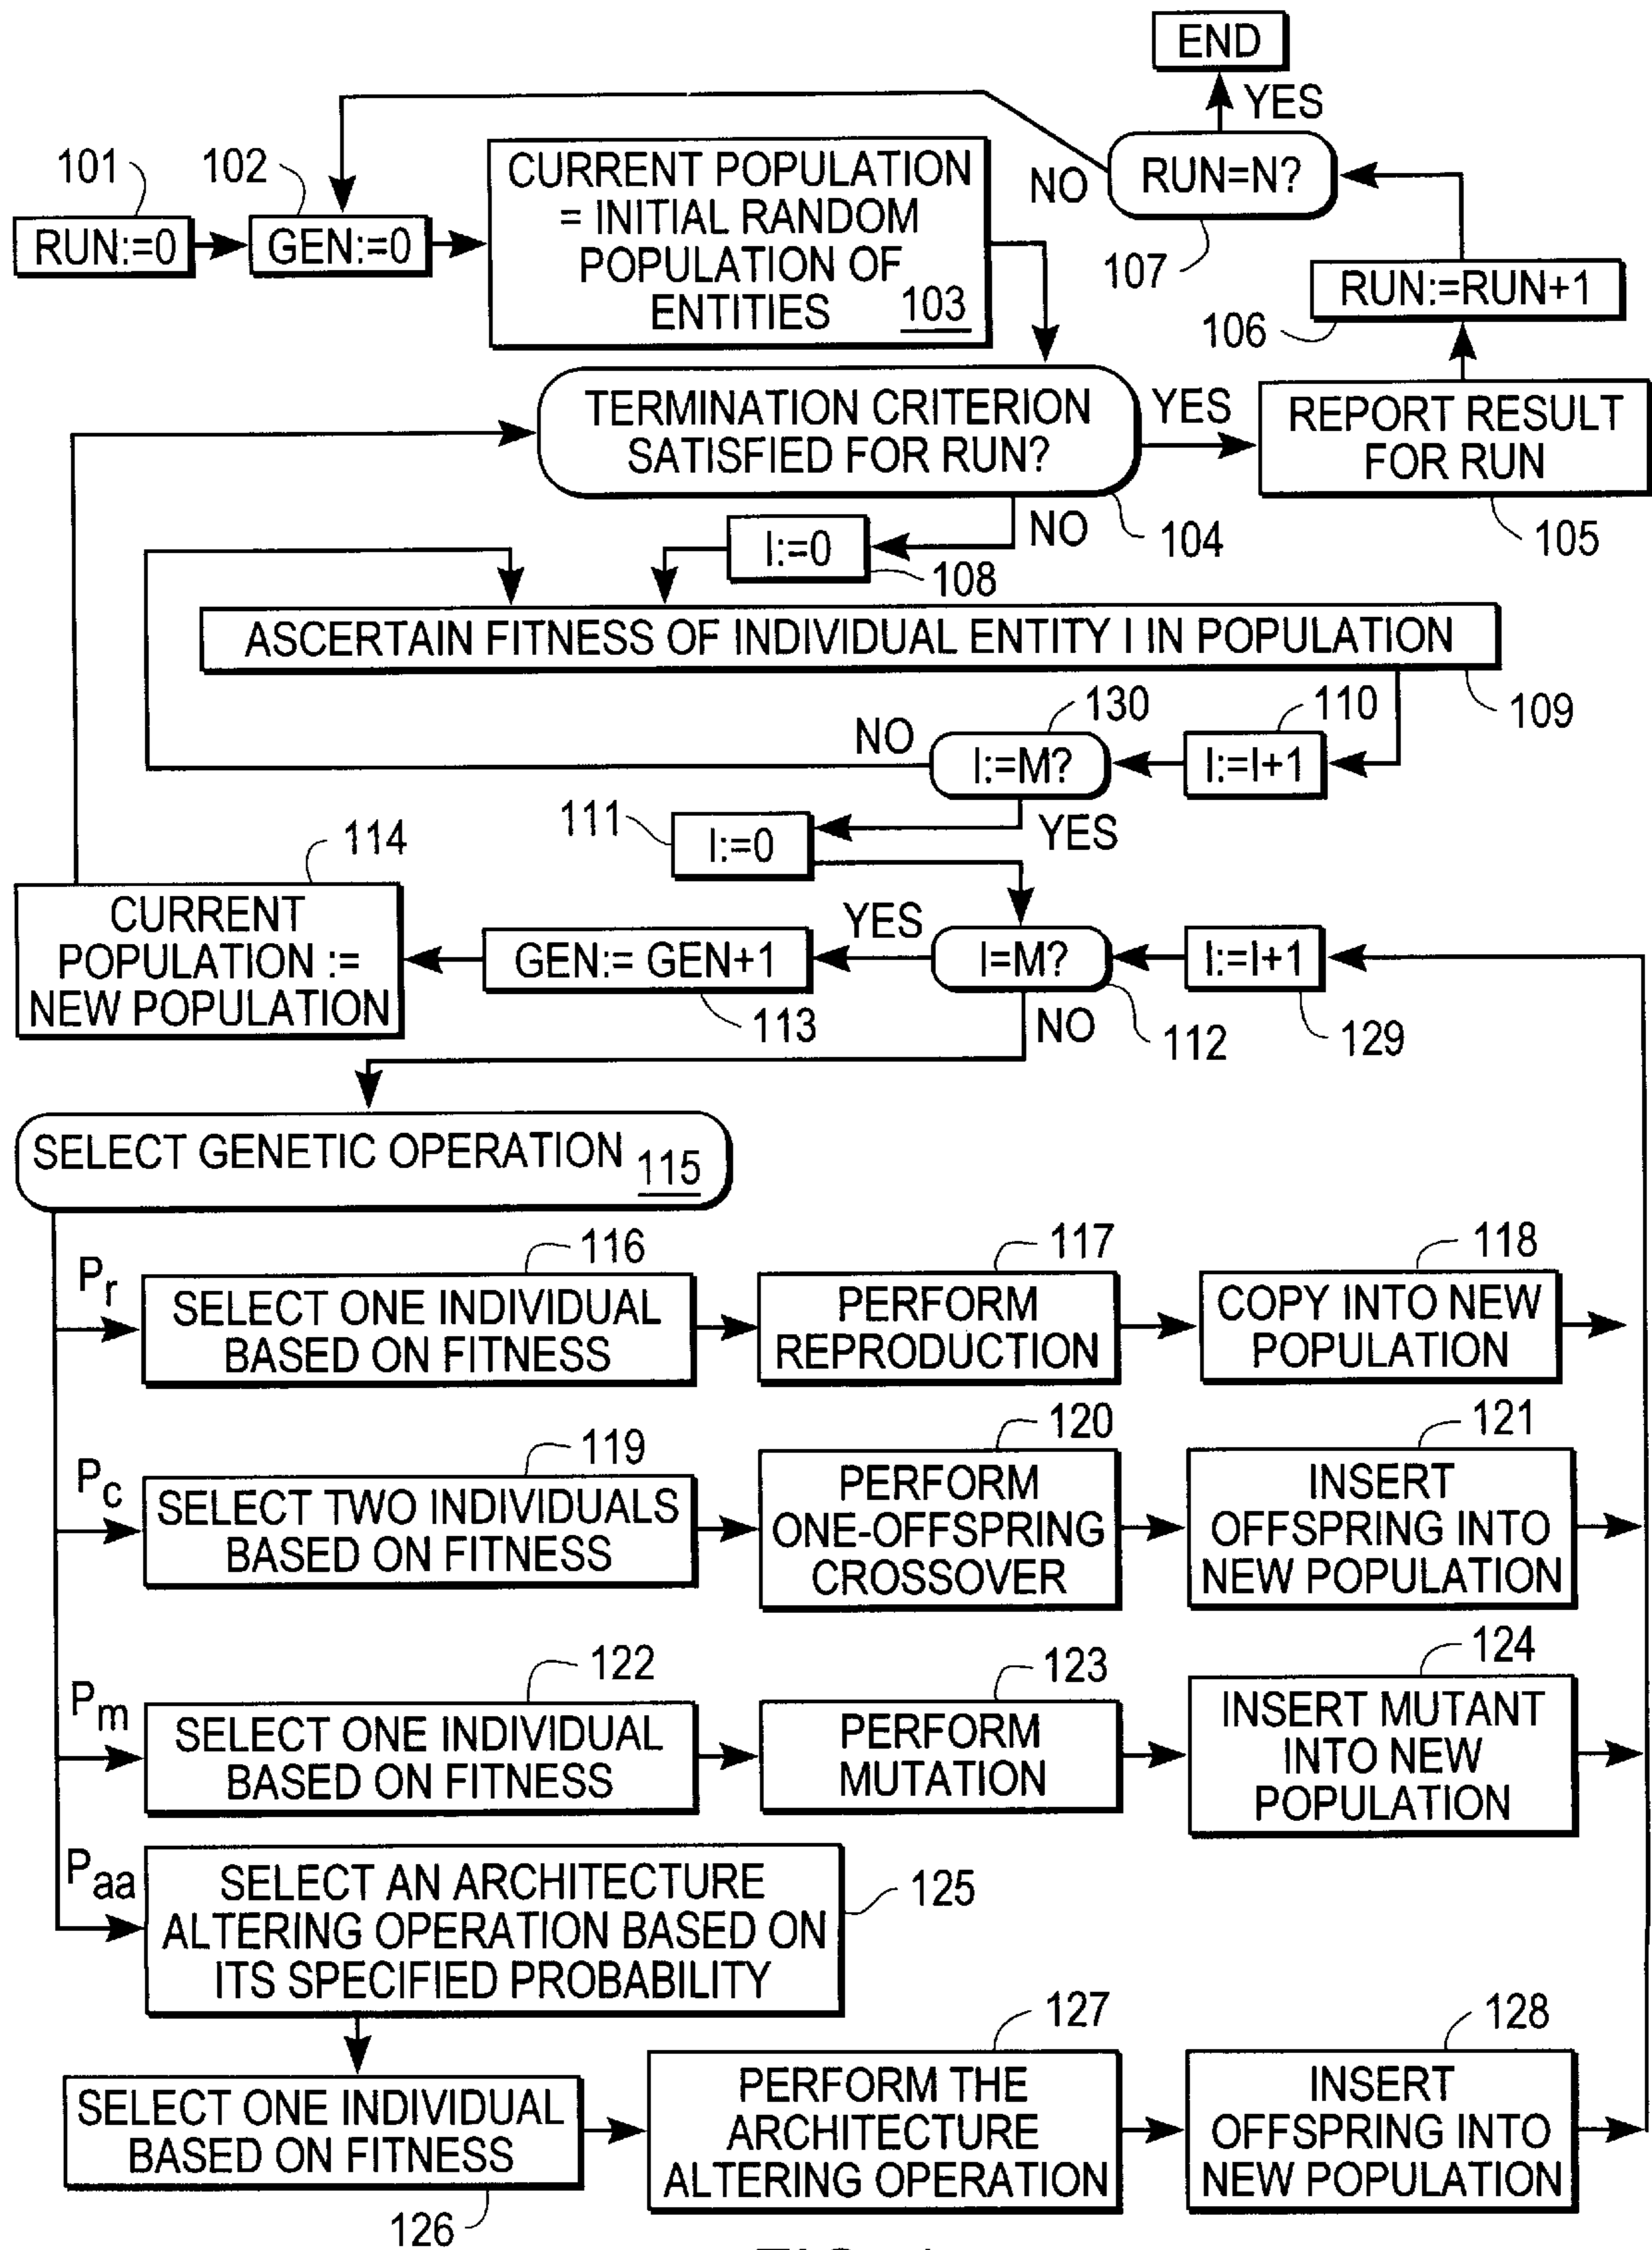 END
YES
101
102
RUN:=0
GEN:=0
CURRENT POPULATION
= INITIAL RANDOM
POPULATION OF
ENTITIES
103
NO
RUN=N?
107
RUN:=RUN+1
106
TERMINATION CRITERION
SATISFIED FOR RUN?
YES
REPORT RESULT
FOR RUN
NO
104
105
I:=0
108
ASCERTAIN FITNESS OF INDIVIDUAL ENTITY I IN POPULATION
109
130
110
NO
I:=M?
I:=I+1
111
I:=0
YES
114
CURRENT
POPULATION :=
NEW POPULATION
GEN:= GEN+1
113
YES
I=M?
I:=I+1
NO
112
129
SELECT GENETIC OPERATION 115
Pr
116
SELECT ONE INDIVIDUAL
BASED ON FITNESS
117
PERFORM
REPRODUCTION
118
COPY INTO NEW
POPULATION
Pc
119
SELECT TWO INDIVIDUALS
BASED ON FITNESS
120
PERFORM
ONE-OFFSPRING
CROSSOVER
121
INSERT
OFFSPRING INTO
NEW POPULATION
Pm
122
SELECT ONE INDIVIDUAL
BASED ON FITNESS
123
PERFORM
MUTATION
124
INSERT MUTANT
INTO NEW
POPULATION
Paa
SELECT AN ARCHITECTURE
ALTERING OPERATION BASED ON
ITS SPECIFIED PROBABILITY
125
SELECT ONE INDIVIDUAL
BASED ON FITNESS
126
127
PERFORM THE
ARCHITECTURE
ALTERING OPERATION
128
INSERT
OFFSPRING INTO
NEW POPULATION